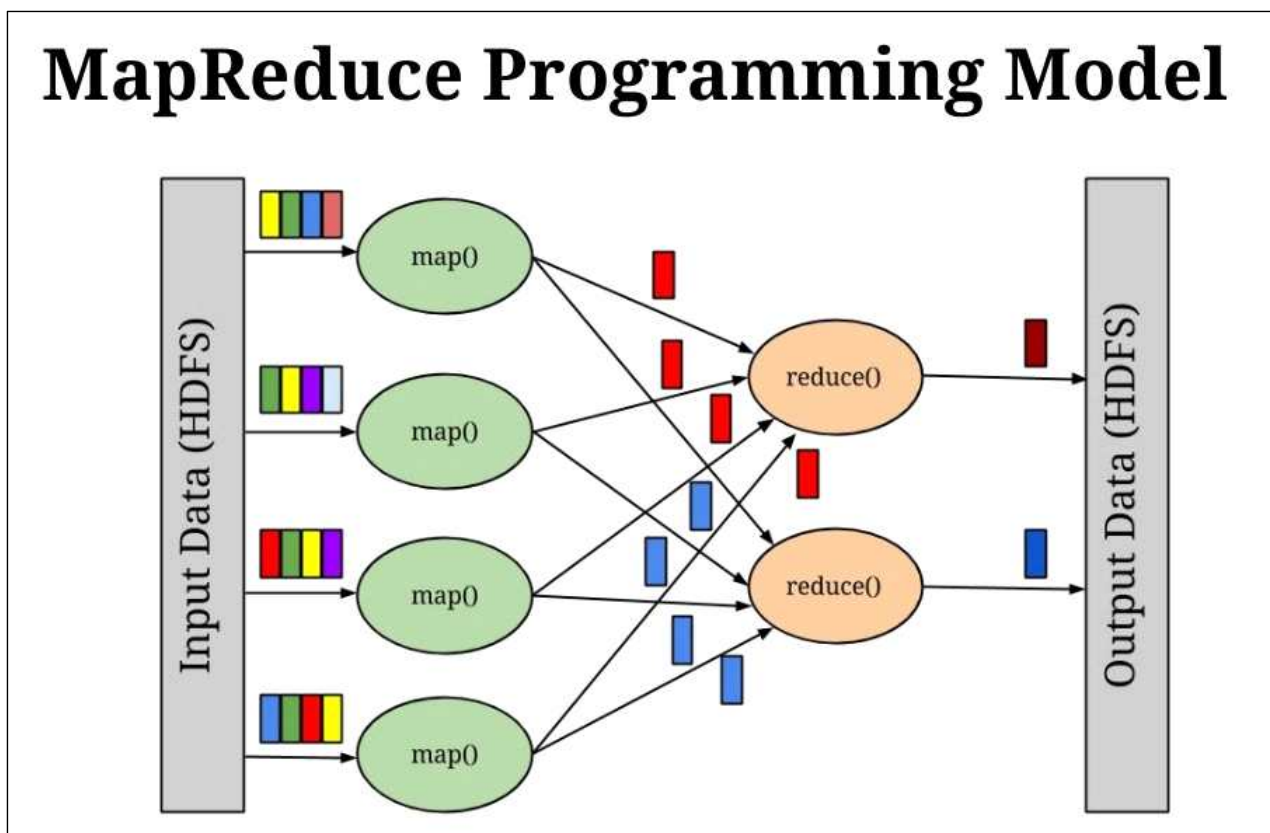 MapReduce Programming Model
Input Data (HDFS)
map()
map()
map()
map()
reduce()
reduce()
Output Data (HDFS)